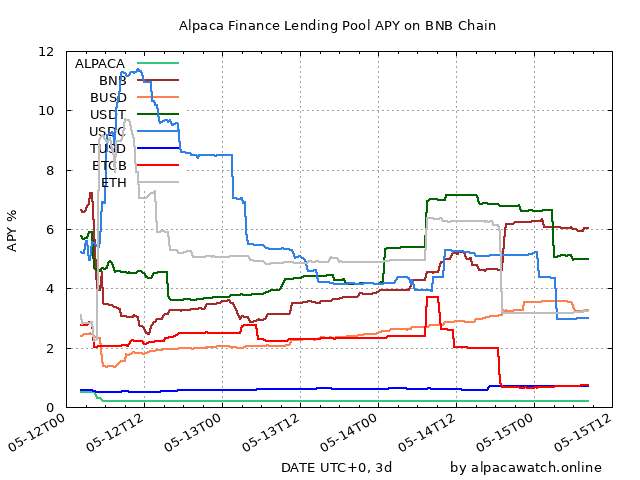 Alpaca Finance Lending Pool APY on BNB Chain
12
10
8
6
4
2
0
APY %
ALPACA
BNB
BUSD
USDT
USDC
TUSD
BTCB
ETH
05-12T00
05-12T12
05-13T00
05-13T12
05-14T00
05-14T12
05-15T00
05-15T12
DATE UTC+0, 3d
by alpacawatch.online